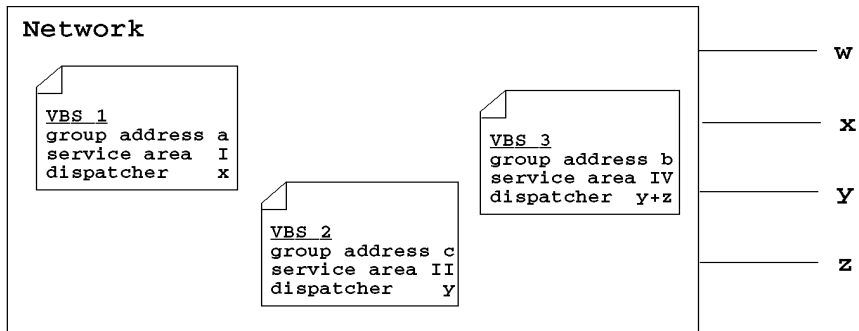 Network
VBS 1
group address a
service area I
dispatcher x
VBS 2
group address c
service area II
dispatcher y
VBS 3
group address b
service area IV
dispatcher y+z
w
x
y
z